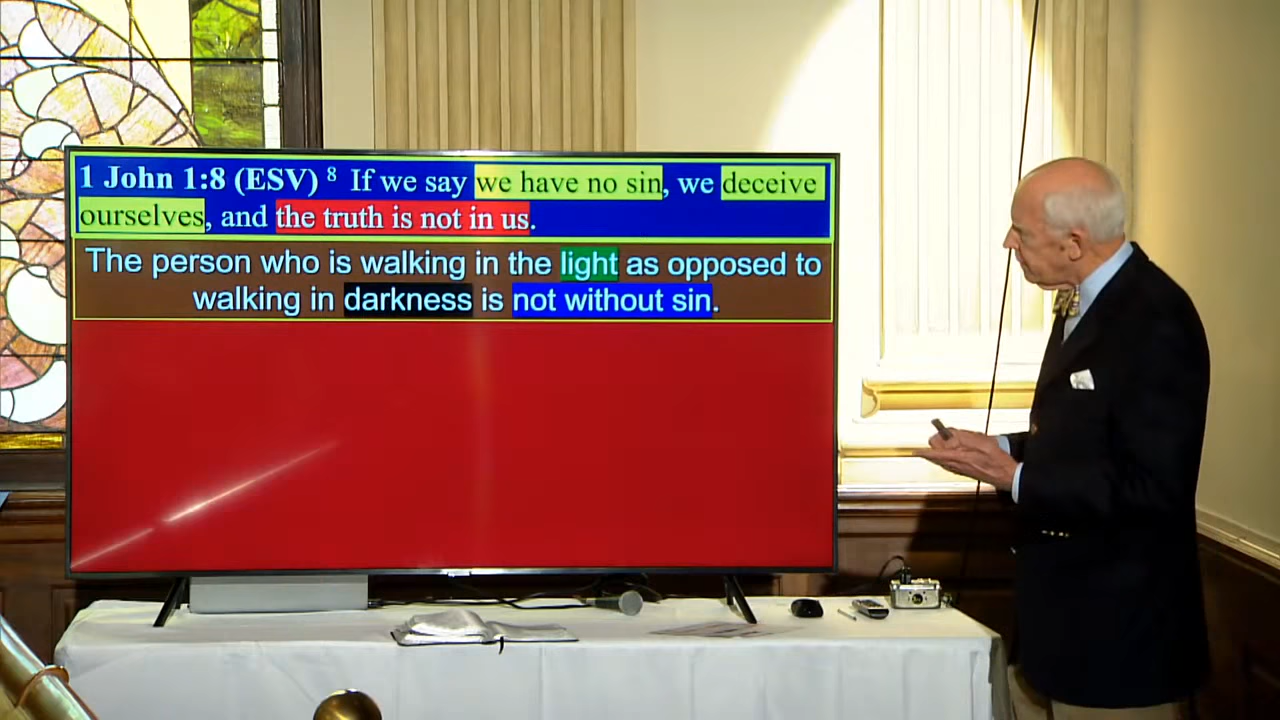 1 John 1:8 (ESV) 8 If we say we have no sin, we deceive
ourselves, and the truth is not in us.
The person who is walking in the light as opposed to
walking in darkness is not without sin.